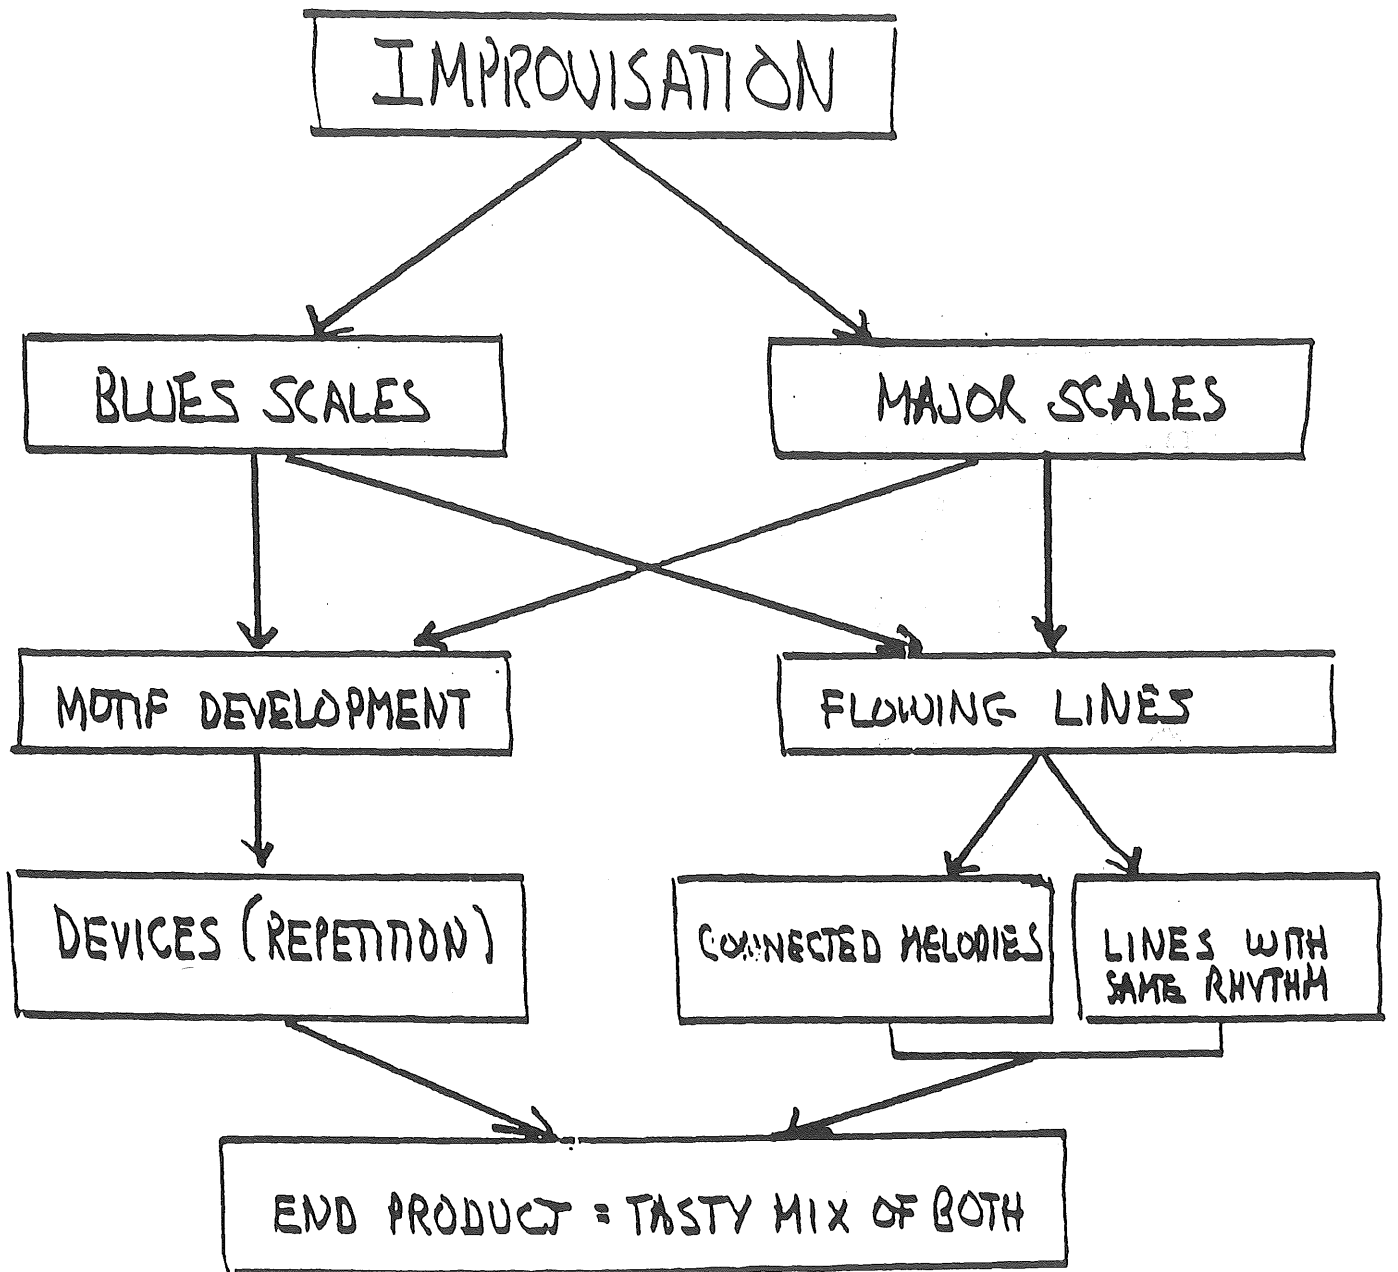 IMPROVISATION
BLUES SCALES
MAJOR SCALES
MOTIF DEVELOPMENT
FLOWING LINES
DEVICES (REPETITION)
CONNECTED MELODIES
LINES WITH
SAME RHYTHM
END PRODUCT = TASTY MIX OF BOTH